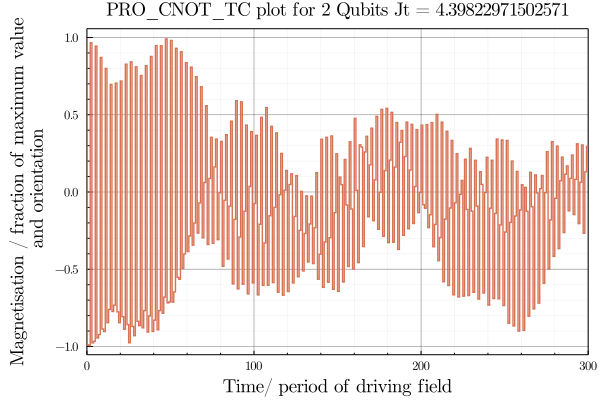 PRO_CNOT_TC plot for 2 Qubits Jt = 4.39822971502571
Magnetisation / fraction of maximum value
and orientation
1.0
0.5
0.0
−0.5
−1.0
0 100 200 300
Time/ period of driving field